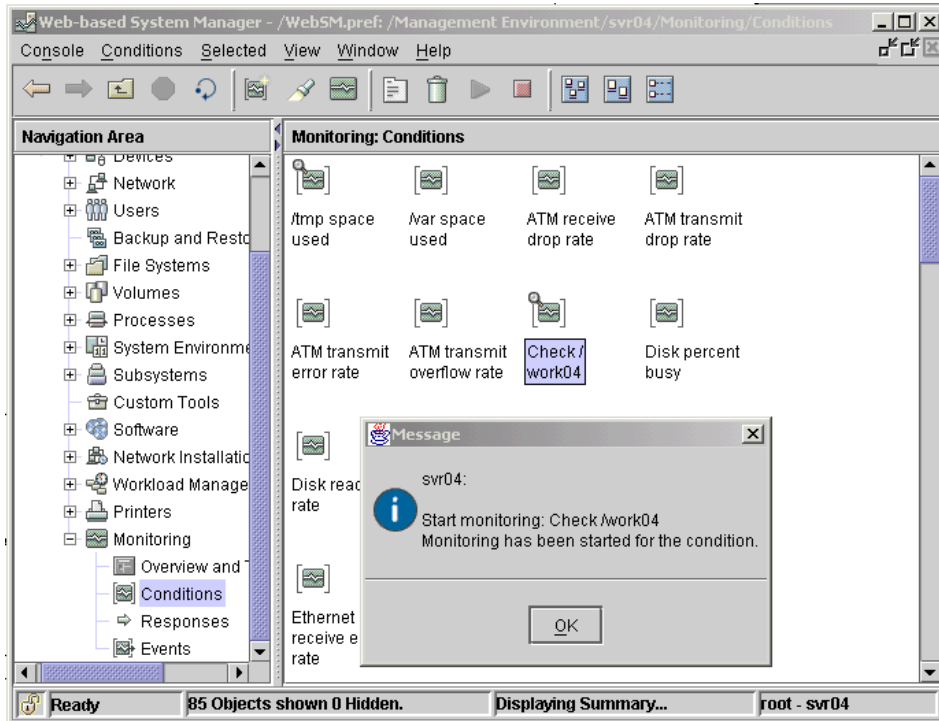 Web-based System Manager - /WebSM.pref: /Management Environment/svr04/Monitoring/Conditions
Console Conditions Selected View Window Help
Navigation Area
Devices
Network
Users
Backup and Resto
File Systems
Volumes
Processes
System Environme
Subsystems
Custom Tools
Software
Network Installatic
Workload Manage
Printers
Monitoring
Overview and T
Conditions
Responses
Events
Monitoring: Conditions
/tmp space
used
/var space
used
ATM receive
drop rate
ATM transmit
drop rate
ATM transmit
error rate
ATM transmit
overflow rate
Check /
work04
Disk percent
busy
Disk read
rate
Ethernet
receive e
rate
Message
svr04:
Start monitoring: Check /work04
Monitoring has been started for the condition.
OK
Ready
85 Objects shown 0 Hidden.
Displaying Summary...
root - svr04